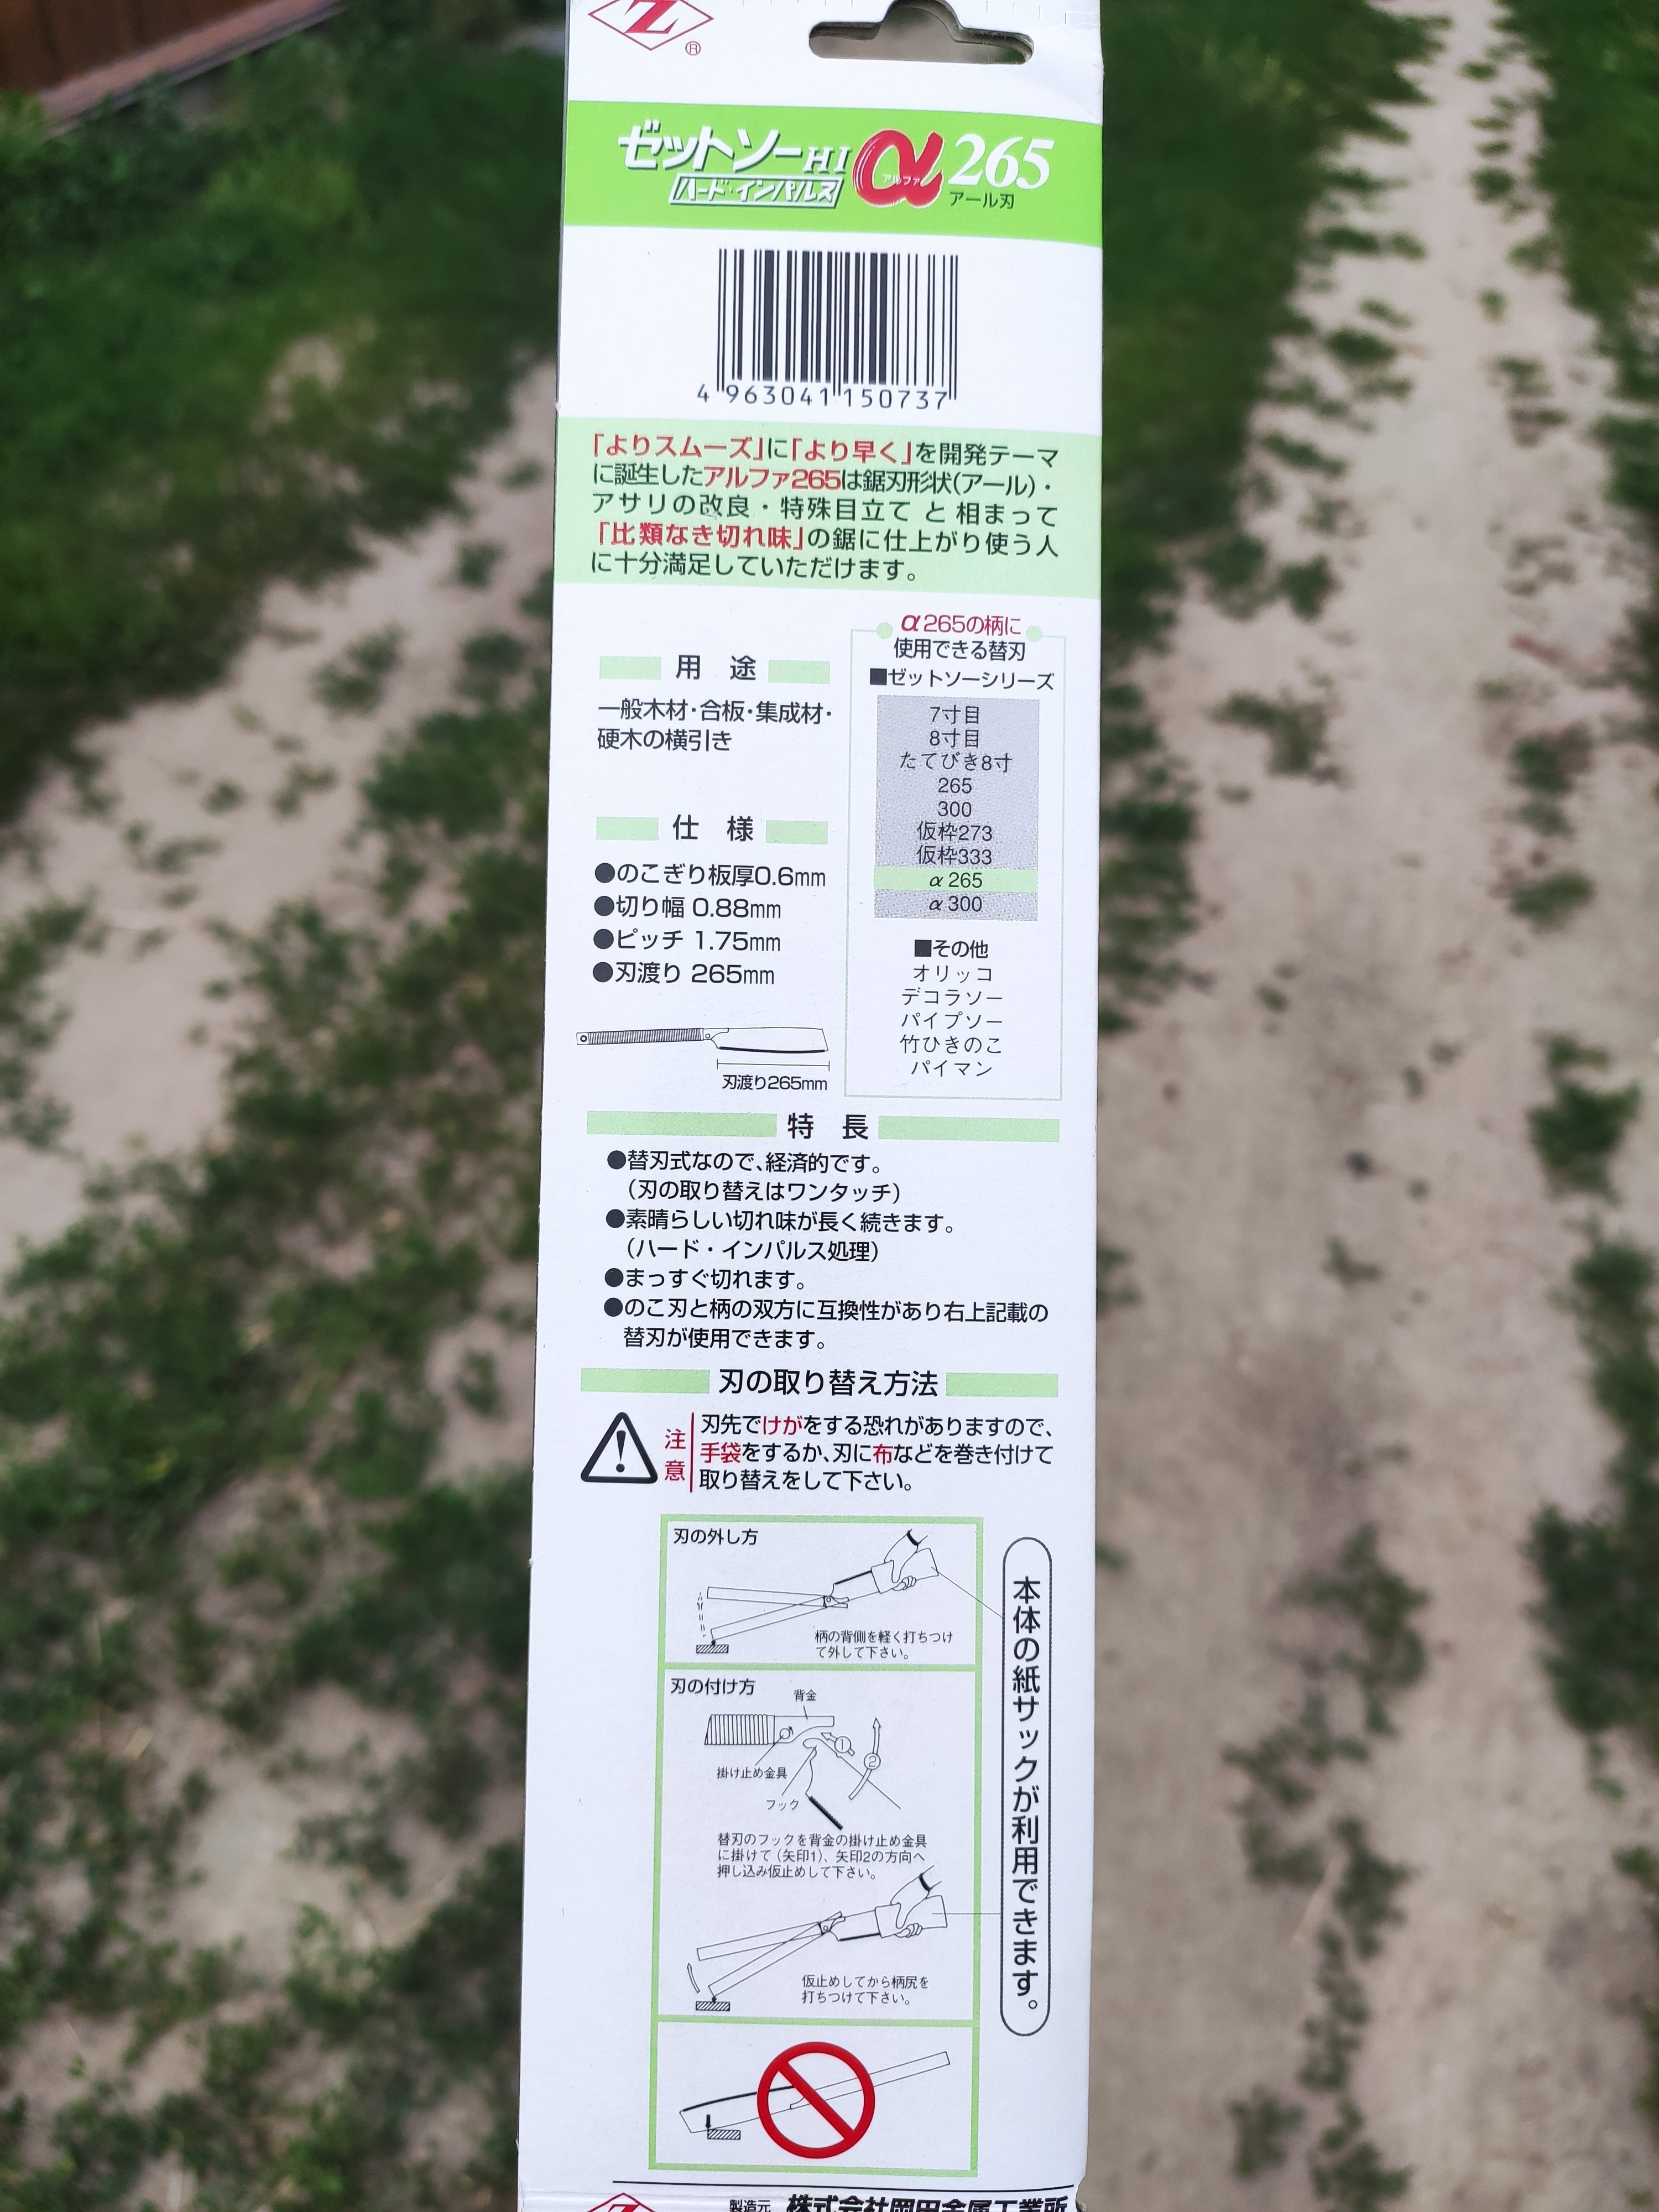 Z
®
ゼットソーHI α 265
ハード・インパルス アルファ アール刃
4 963041 150737
「よりスムーズ」に「より早く」を開発テーマ
に誕生したアルファ265は鋸刃形状(アール)・
アサリの改良・特殊目立てと相まって
「比類なき切れ味」の鋸に仕上がり使う人
に十分満足していただけます。
用 途
一般木材・合板・集成材・
硬木の横引き
仕 様
●のこぎり板厚0.6mm
●切り幅 0.88mm
●ピッチ 1.75mm
●刃渡り 265mm
刃渡り265mm
α265の柄に
使用できる替刃
■ゼットソーシリーズ
7寸目
8寸目
たてびき8寸
265
300
仮枠273
仮枠333
α 265
α 300
■その他
オリッコ
デコラソー
パイプソー
竹ひきのこ
パイマン
特 長
●替刃式なので、経済的です。
(刃の取り替えはワンタッチ)
●素晴らしい切れ味が長く続きます。
(ハード・インパルス処理)
●まっすぐ切れます。
●のこ刃と柄の双方に互換性があり右上記載の
替刃が使用できます。
刃の取り替え方法
注意
刃先でけがをする恐れがありますので、
手袋をするか、刃に布などを巻き付けて
取り替えをして下さい。
刃の外し方
柄の背側を軽く打ちつけ
て外して下さい。
刃の付け方
背金
①
②
掛け止め金具
フック
替刃のフックを背金の掛け止め金具
に掛けて(矢印1)、矢印2の方向へ
押し込み仮止めして下さい。
仮止めしてから柄尻を
打ちつけて下さい。
本体の紙サックが利用できます。
製造元 株式会社岡田金属工業所